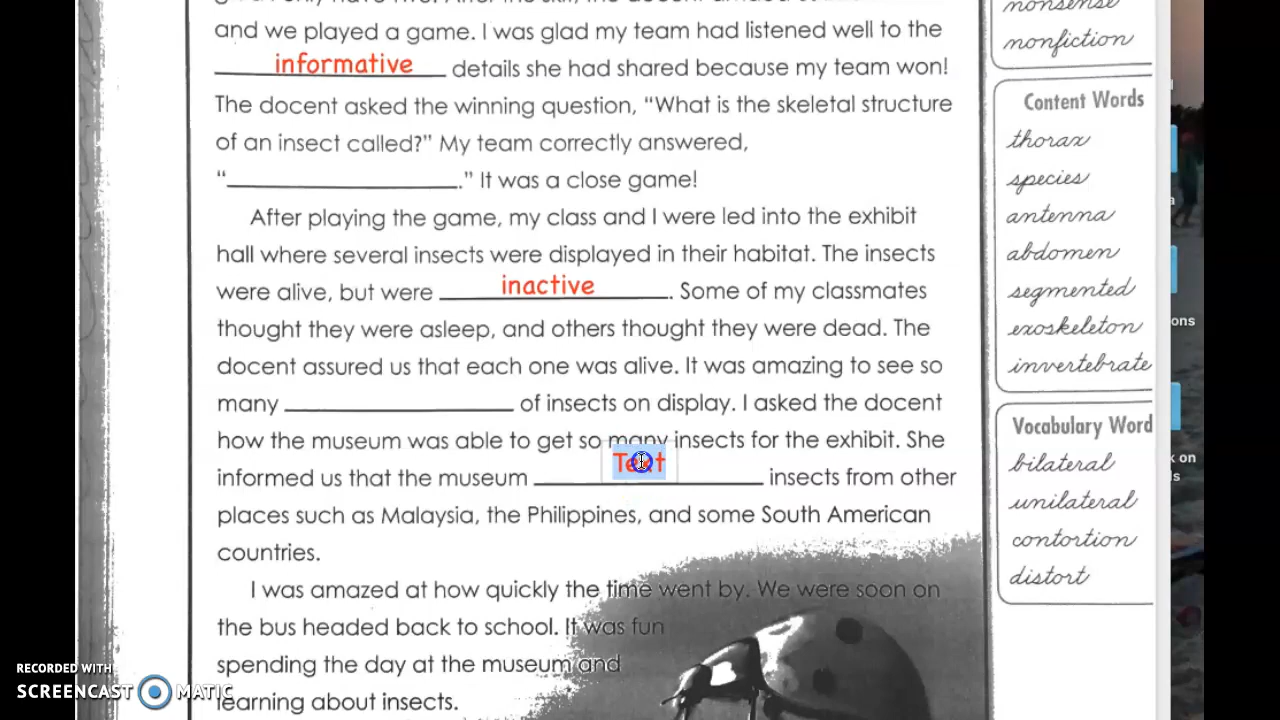 and we played a game. I was glad my team had listened well to the
informative details she had shared because my team won!
The docent asked the winning question, “What is the skeletal structure
of an insect called?” My team correctly answered,
“____________.” It was a close game!
After playing the game, my class and I were led into the exhibit
hall where several insects were displayed in their habitat. The insects
were alive, but were inactive. Some of my classmates
thought they were asleep, and others thought they were dead. The
docent assured us that each one was alive. It was amazing to see so
many ____________ of insects on display. I asked the docent
how the museum was able to get so many insects for the exhibit. She
Text
informed us that the museum ____________ insects from other
places such as Malaysia, the Philippines, and some South American
countries.
I was amazed at how quickly the time went by. We were soon on
the bus headed back to school. It was fun
spending the day at the museum and
learning about insects.
nonsense
nonfiction
Content Words
thorax
species
antenna
abdomen
segmented
exoskeleton
invertebrate
Vocabulary Word
bilateral
unilateral
contortion
distort
ons
k on
RECORDED WITH
SCREENCAST MATIC